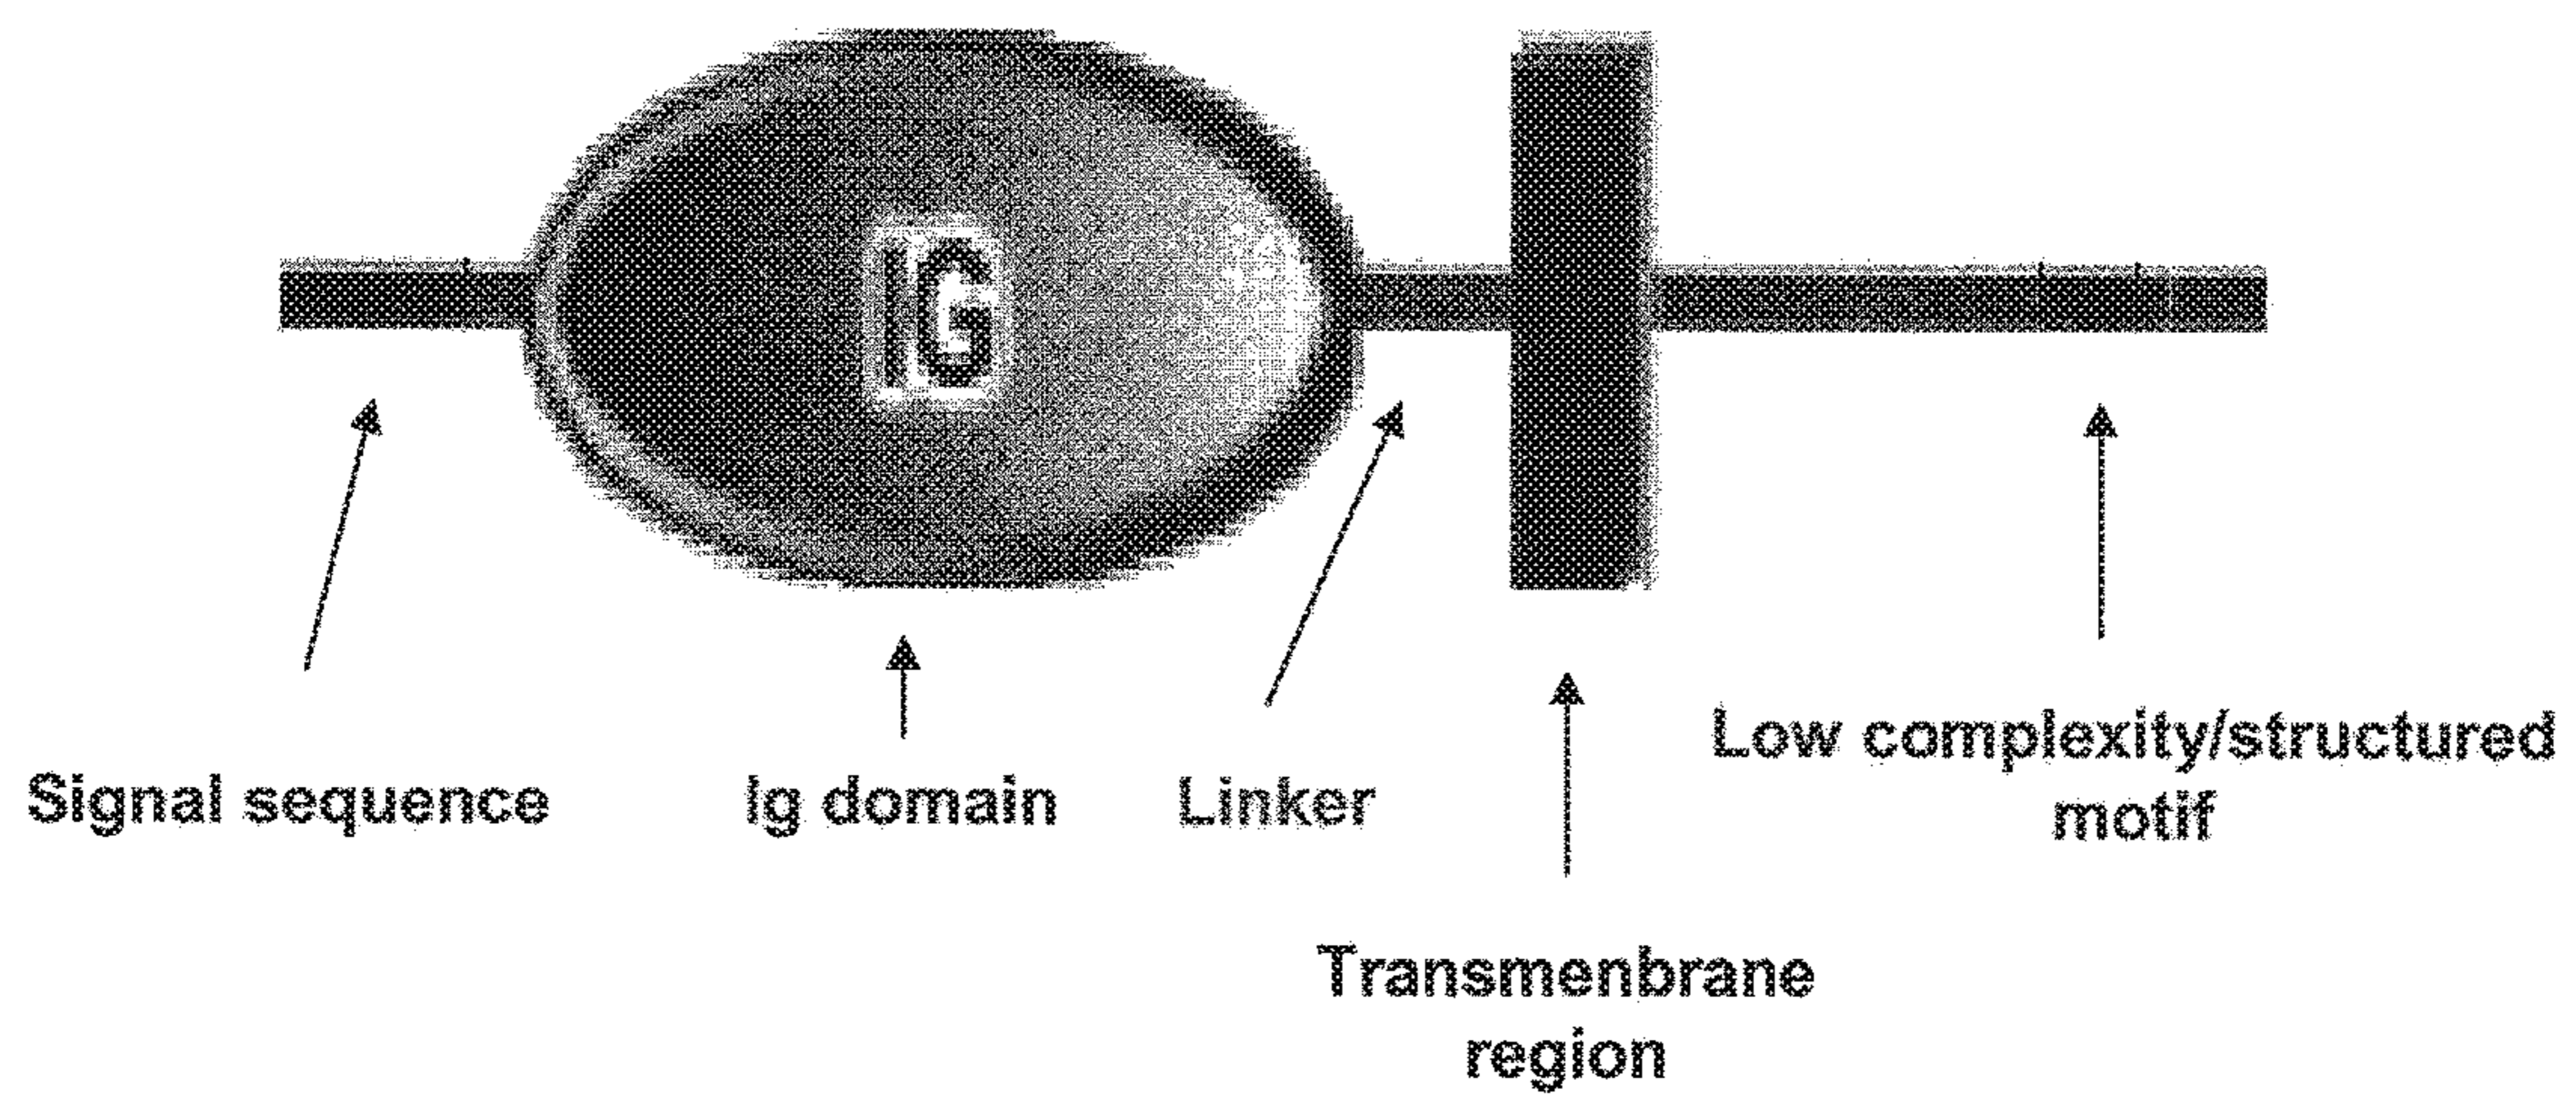 IG
Signal sequence
Ig domain
Linker
Transmenbrane
region
Low complexity/structured
motif